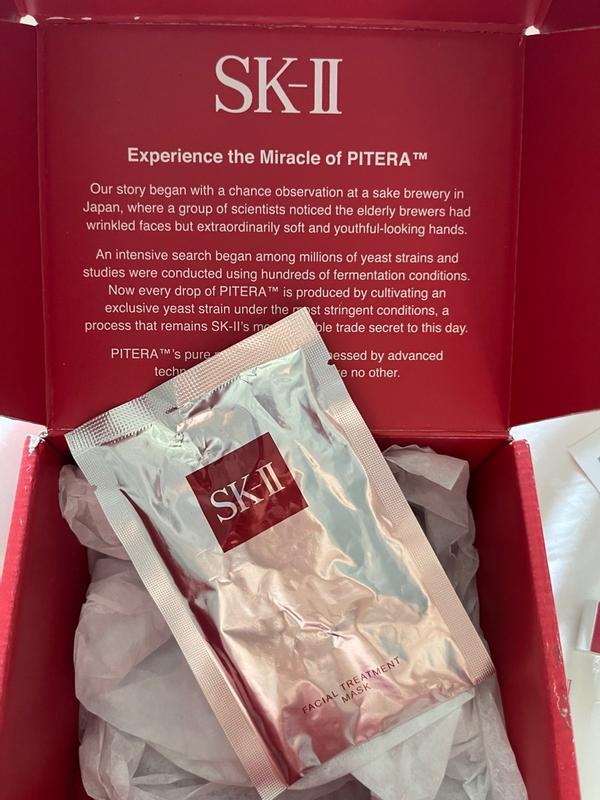 SK-II
Experience the Miracle of PITERA™
Our story began with a chance observation at a sake brewery in
Japan, where a group of scientists noticed the elderly brewers had
wrinkled faces but extraordinarily soft and youthful-looking hands.
An intensive search began among millions of yeast strains and
studies were conducted using hundreds of fermentation conditions.
Now every drop of PITERA™ is produced by cultivating an
exclusive yeast strain under the most stringent conditions, a
process that remains SK-II's trade secret to this day.
PITERA™'s pure by advanced
no other.
SK-II
FACIAL TREATMENT
MASK